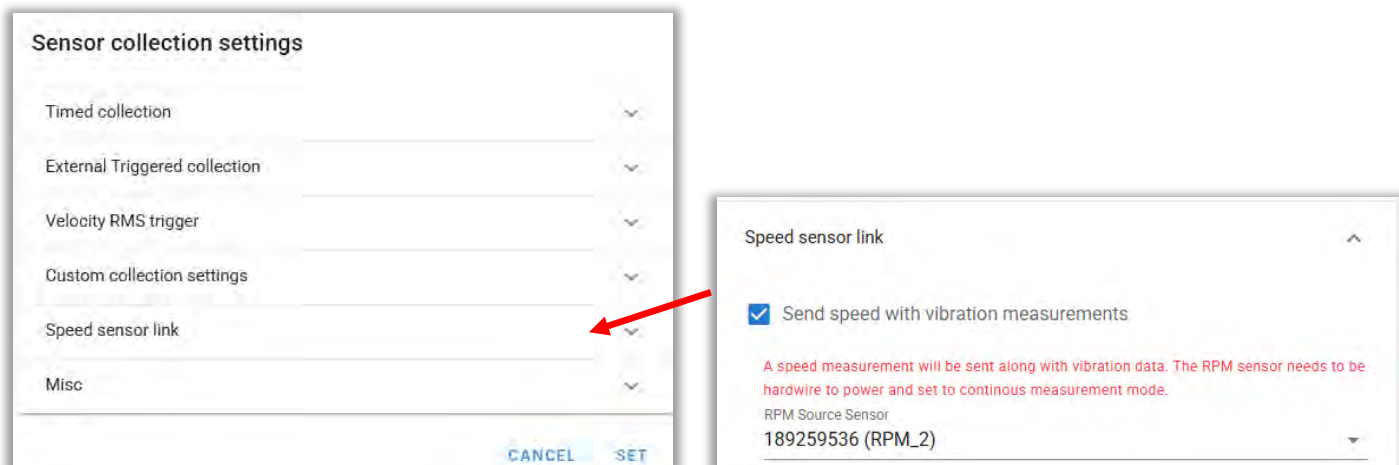 Sensor collection settings
Timed collection
External Triggered collection
Velocity RMS trigger
Custom collection settings
Speed sensor link
Misc
CANCEL SET
Speed sensor link
Send speed with vibration measurements
A speed measurement will be sent along with vibration data. The RPM sensor needs to be
hardwire to power and set to continous measurement mode.
RPM Source Sensor
189259536 (RPM_2)